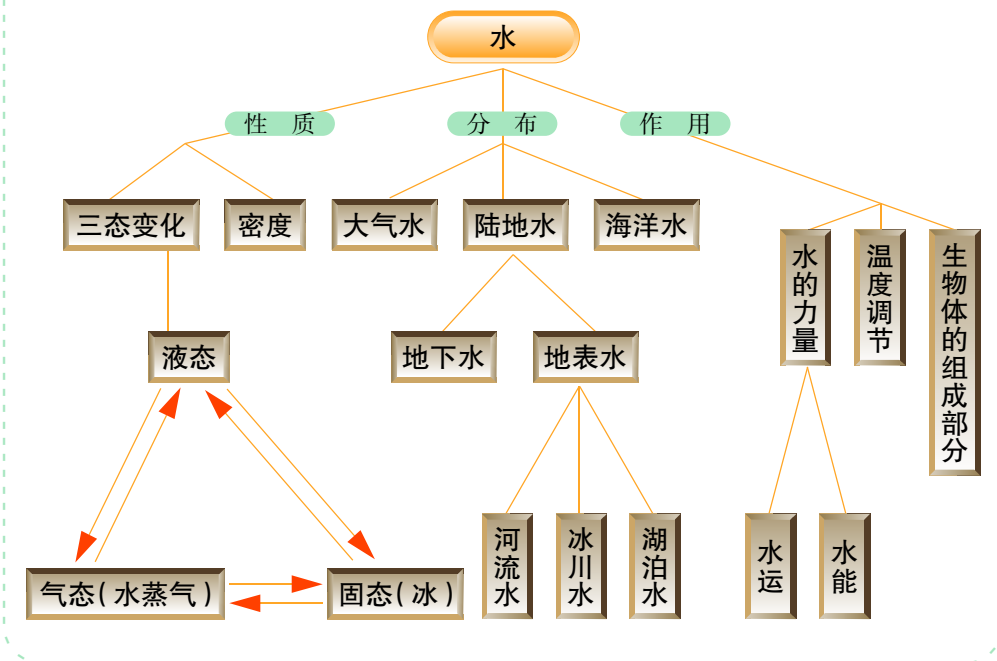 水
性 质
分 布
作 用
三态变化
密度
大气水
陆地水
海洋水
水的力量
温度调节
生物体的组成部分
液态
地下水
地表水
气态(水蒸气)
固态(冰)
河流水
冰川水
湖泊水
水运
水能